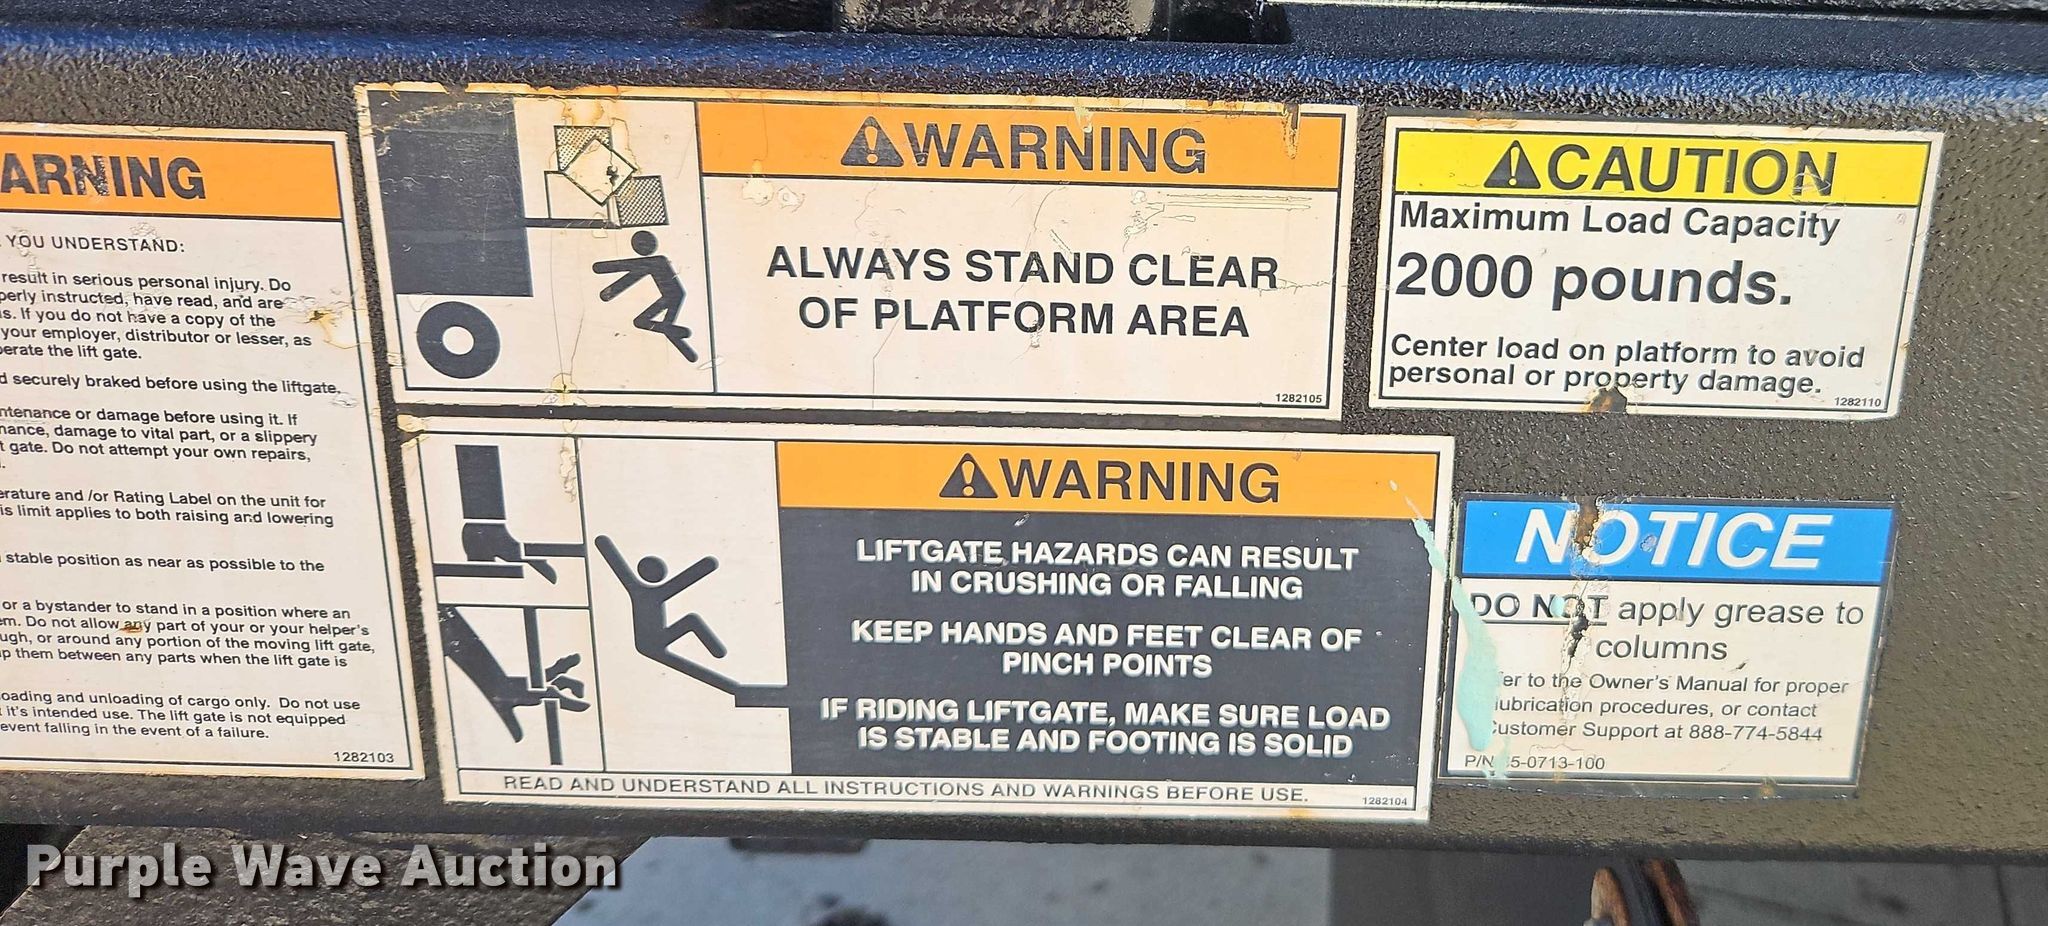 WARNING
ALWAYS STAND CLEAR
OF PLATFORM AREA
1282105
CAUTION
Maximum Load Capacity
2000 pounds.
Center load on platform to avoid
personal or property damage.
1282110
ARNING
YOU UNDERSTAND:
result in serious personal injury. Do
perly instructed, have read, and are
s. If you do not have a copy of the
your employer, distributor or lesser, as
perate the lift gate.
d securely braked before using the liftgate,
ntenance or damage before using it. If
nance, damage to vital part, or a slippery
t gate. Do not attempt your own repairs,
erature and /or Rating Label on the unit for
is limit applies to both raising and lowering
stable position as near as possible to the
or a bystander to stand in a position where an
em. Do not allow any part of your or your helper's
ugh, or around any portion of the moving lift gate,
p them between any parts when the lift gate is
oading and unloading of cargo only. Do not use
it's intended use. The lift gate is not equipped
event falling in the event of a failure.
1282103
WARNING
LIFTGATE HAZARDS CAN RESULT
IN CRUSHING OR FALLING
KEEP HANDS AND FEET CLEAR OF
PINCH POINTS
IF RIDING LIFTGATE, MAKE SURE LOAD
IS STABLE AND FOOTING IS SOLID
READ AND UNDERSTAND ALL INSTRUCTIONS AND WARNINGS BEFORE USE.
1282104
NOTICE
DO NOT apply grease to
columns
er to the Owner's Manual for proper
lubrication procedures, or contact
Customer Support at 888-774-5844
P/N 5-0713-100
Purple Wave Auction